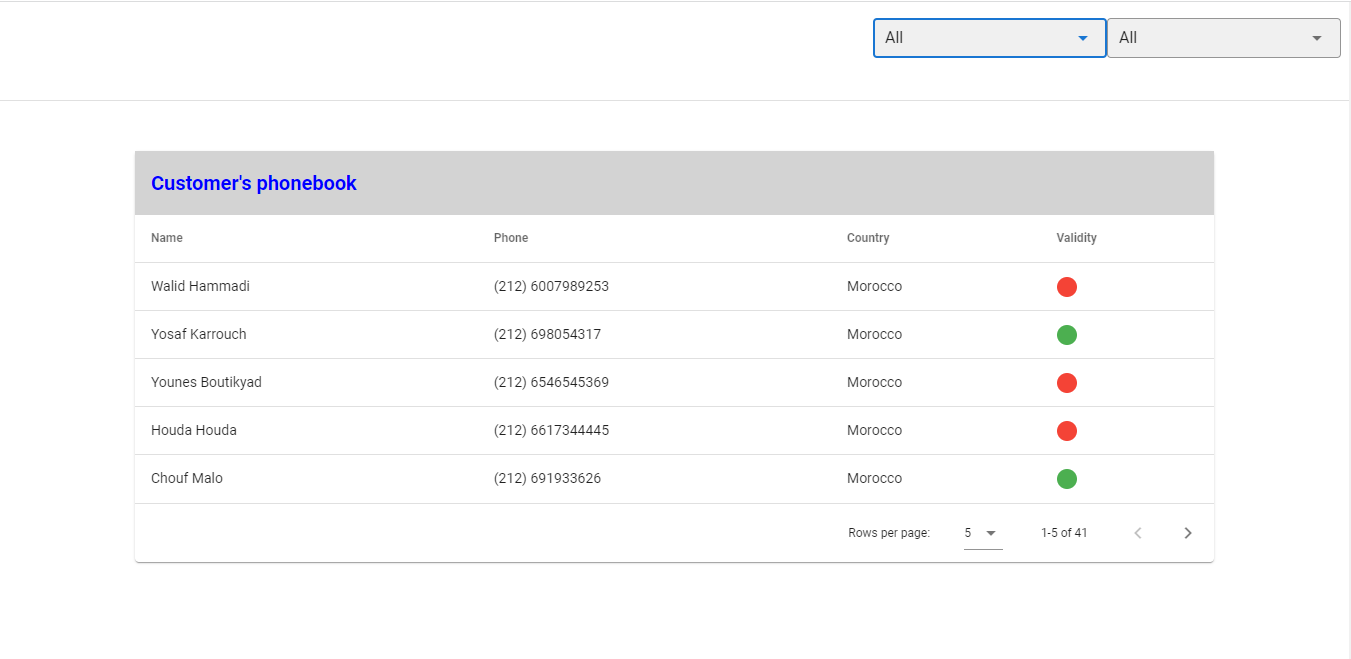 All All
Customer's phonebook
Name Phone Country Validity
Walid Hammadi (212) 6007989253 Morocco
Yosaf Karrouch (212) 698054317 Morocco
Younes Boutikyad (212) 6546545369 Morocco
Houda Houda (212) 6617344445 Morocco
Chouf Malo (212) 691933626 Morocco
Rows per page: 5 1-5 of 41